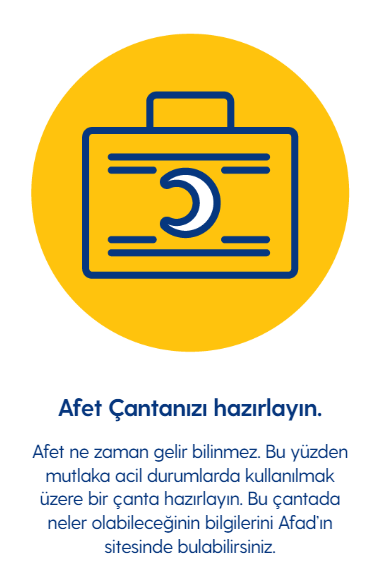 Afet Çantanızı hazırlayın.
Afet ne zaman gelir bilinmez. Bu yüzden
mutlaka acil durumlarda kullanılmak
üzere bir çanta hazırlayın. Bu çantada
neler olabileceğinin bilgilerini Afad'ın
sitesinde bulabilirsiniz.